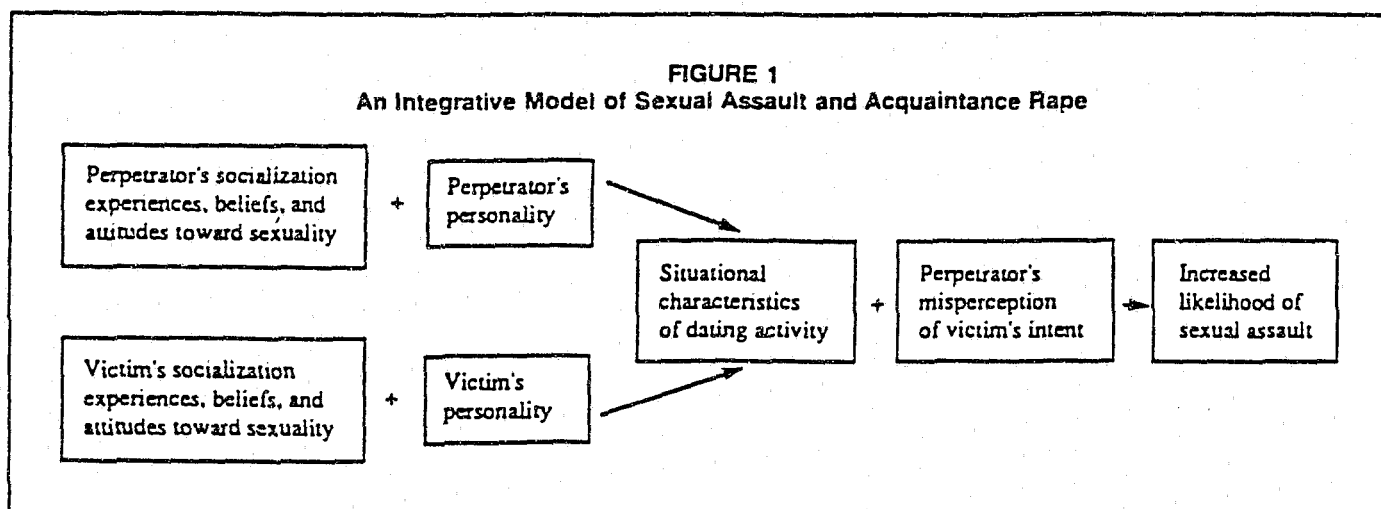 FIGURE 1
An Integrative Model of Sexual Assault and Acquaintance Rape
Perpetrator's socialization
experiences, beliefs, and
attitudes toward sexuality
+
Perpetrator's
personality
Victim's socialization
experiences, beliefs, and
attitudes toward sexuality
+
Victim's
personality
Situational
characteristics
of dating activity
+
Perpetrator's
misperception
of victim's intent
Increased
likelihood of
sexual assault